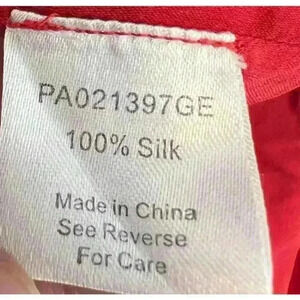 PA021397GE
100% Silk
Made in China
See Reverse
For Care